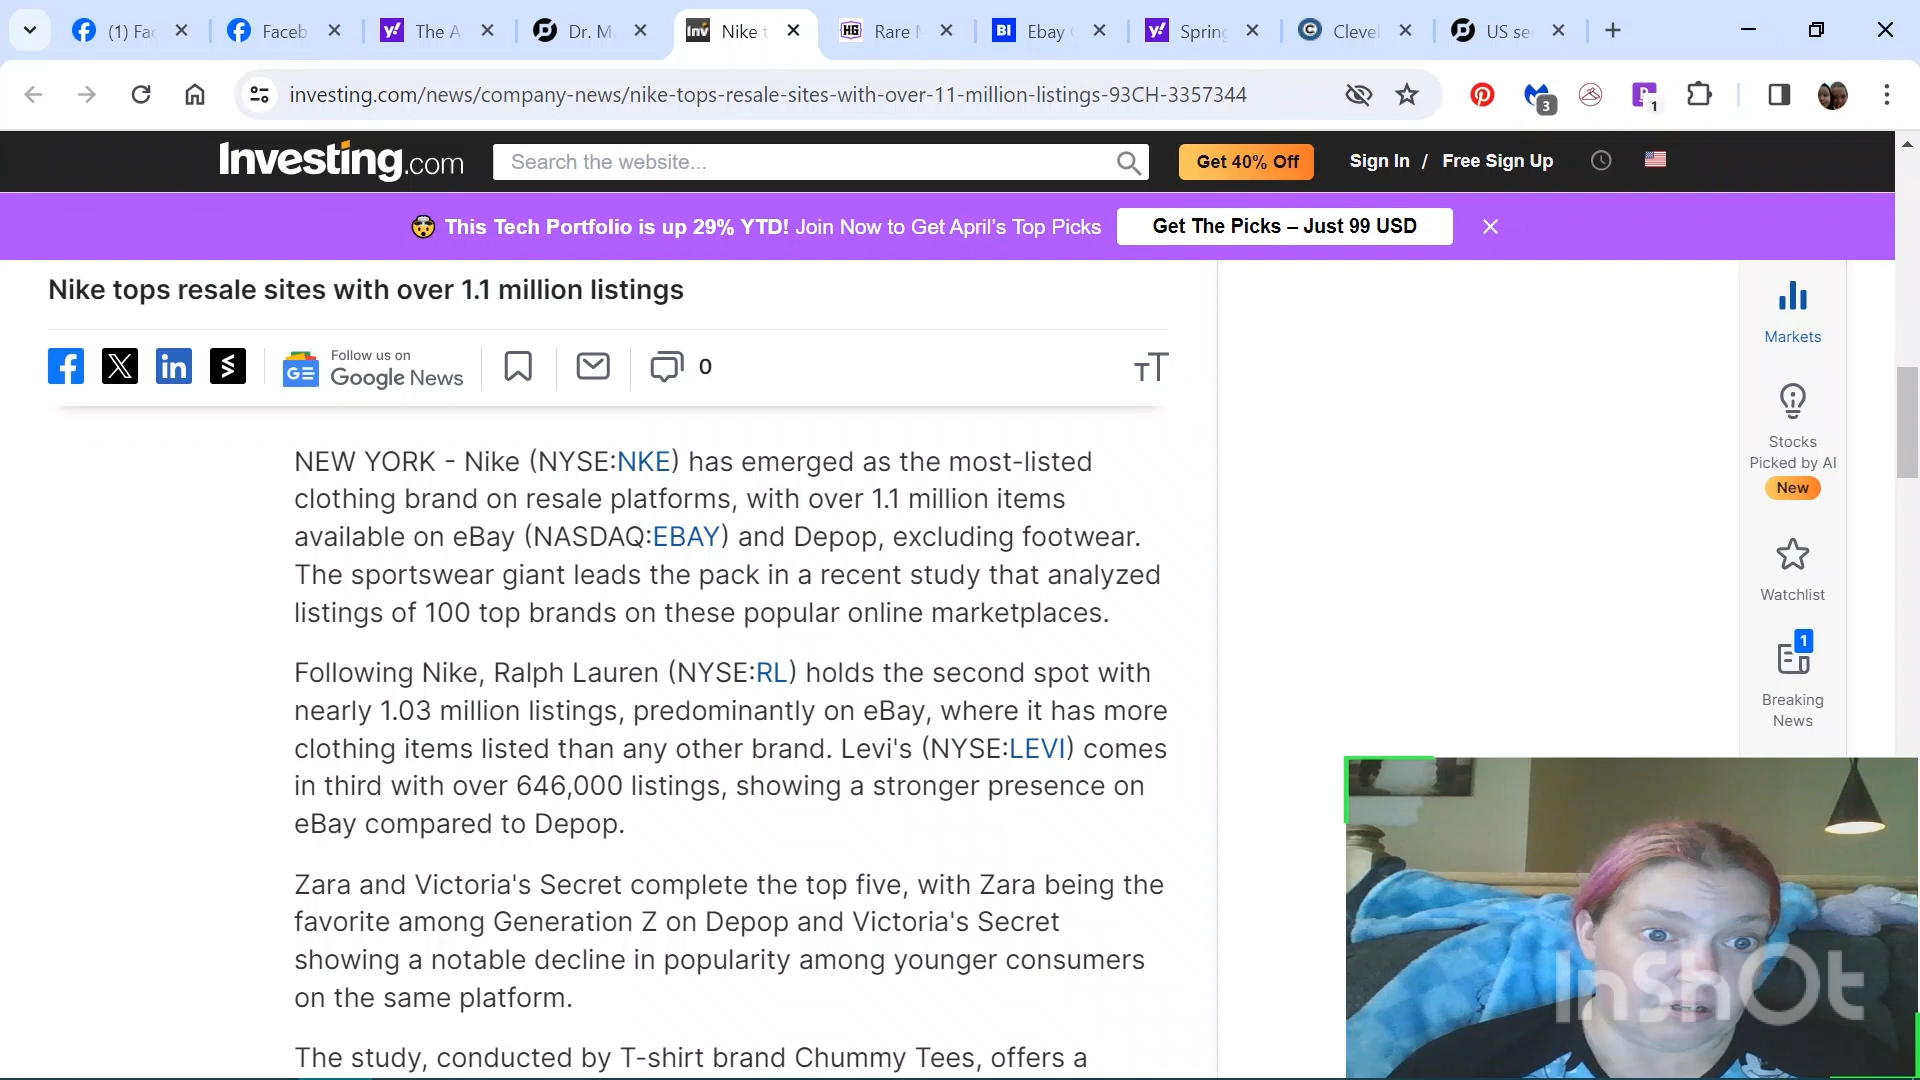 (1) Fac
Faceb
The A
Dr. M
Nike t
Rare
Ebay
Spring
Clevel
US se
investing.com/news/company-news/nike-tops-resale-sites-with-over-11-million-listings-93CH-3357344
3
1
Investing.com
Search the website...
Get 40% Off
Sign In / Free Sign Up
This Tech Portfolio is up 29% YTD! Join Now to Get April's Top Picks
Get The Picks – Just 99 USD
Nike tops resale sites with over 1.1 million listings
Follow us on
Google News
0
TT
NEW YORK - Nike (NYSE:NKE) has emerged as the most-listed
clothing brand on resale platforms, with over 1.1 million items
available on eBay (NASDAQ:EBAY) and Depop, excluding footwear.
The sportswear giant leads the pack in a recent study that analyzed
listings of 100 top brands on these popular online marketplaces.
Following Nike, Ralph Lauren (NYSE:RL) holds the second spot with
nearly 1.03 million listings, predominantly on eBay, where it has more
clothing items listed than any other brand. Levi's (NYSE:LEVI) comes
in third with over 646,000 listings, showing a stronger presence on
eBay compared to Depop.
Zara and Victoria's Secret complete the top five, with Zara being the
favorite among Generation Z on Depop and Victoria's Secret
showing a notable decline in popularity among younger consumers
on the same platform.
The study, conducted by T-shirt brand Chummy Tees, offers a
Markets
Stocks
Picked by AI
New
Watchlist
1
Breaking
News
InShOt